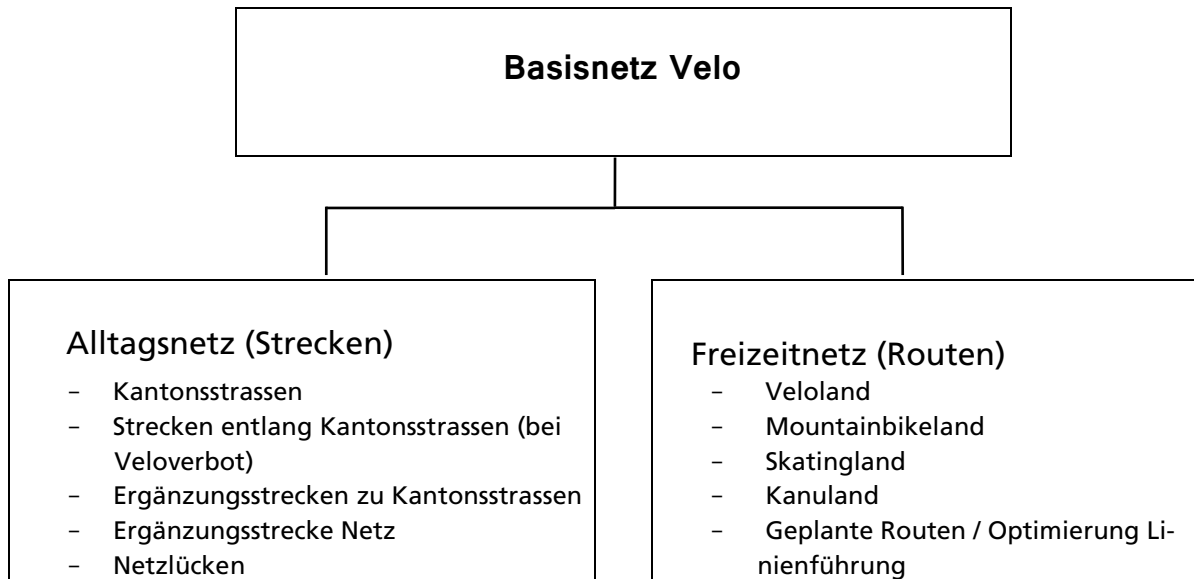 Basisnetz Velo
Alltagsnetz (Strecken)
– Kantonsstrassen
– Strecken entlang Kantonsstrassen (bei
Veloverbot)
– Ergänzungsstrecken zu Kantonsstrassen
– Ergänzungsstrecke Netz
– Netzlücken
Freizeitnetz (Routen)
– Veloland
– Mountainbikeland
– Skatingland
– Kanuland
– Geplante Routen / Optimierung Li-
nienführung